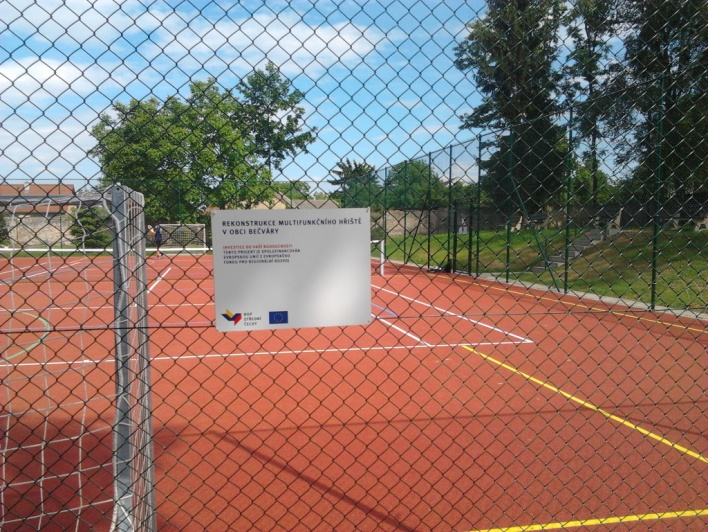 REKONSTRUKCE MULTIFUNKČNÍHO HŘIŠTĚ
V OBCI BEČVÁRY
INVESTICE DO VAŠÍ BUDOUCNOSTI
TENTO PROJEKT JE SPOLUFINANCOVÁN
EVROPSKOU UNIÍ Z EVROPSKÉHO
FONDU PRO REGIONÁLNÍ ROZVOJ
ROP
STŘEDNÍ
ČECHY